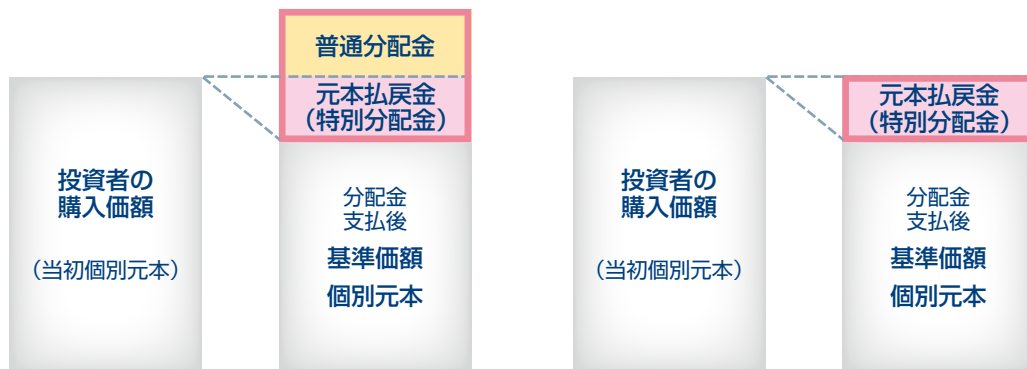 普通分配金
元本払戻金
（特別分配金）
投資者の
購入価額
（当初個別元本）
分配金
支払後
基準価額
個別元本
元本払戻金
（特別分配金）
投資者の
購入価額
（当初個別元本）
分配金
支払後
基準価額
個別元本